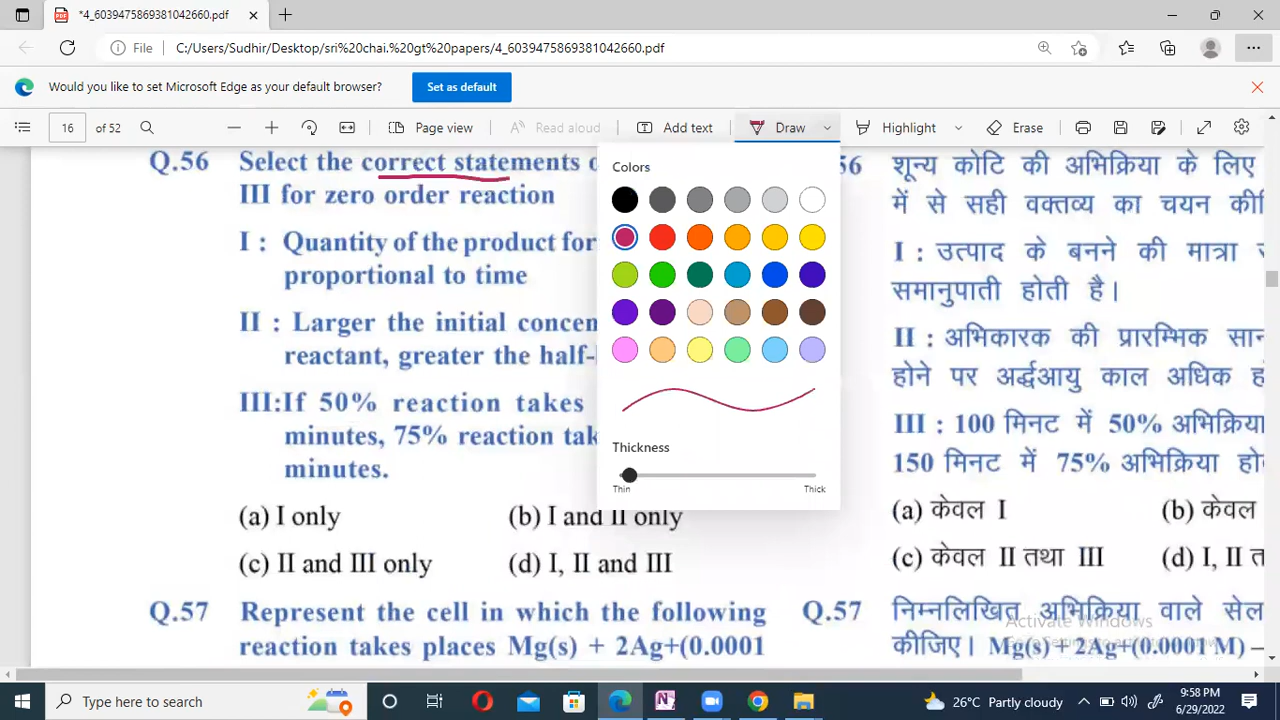 *4_6039475869381042660.pdf
File C:/Users/Sudhir/Desktop/sri%20chai.%20gt%20papers/4_6039475869381042660.pdf
Would you like to set Microsoft Edge as your default browser? Set as default
16 of 52 Page view Read aloud Add text Draw Highlight Erase
Colors
Thickness
Thin Thick
Q.56 Select the correct statements
III for zero order reaction
I : Quantity of the product for
proportional to time
II : Larger the initial concen
reactant, greater the half-
III:If 50% reaction takes
minutes, 75% reaction tak
minutes.
(a) I only (b) I and II only
(c) II and III only (d) I, II and III
Q.57 Represent the cell in which the following
reaction takes places Mg(s) + 2Ag+(0.0001
56 शून्य कोटि की अभिक्रिया के लिए
में से सही वक्तव्य का चयन
I : उत्पाद के बनने की मात्रा
समानुपाती होती है।
II : अभिकारक की प्रारम्भिक
होने पर अर्द्धआयु काल अधिक
III : 100 मिनट में 50% अभिक्रिया
150 मिनट में 75% अभिक्रिया
(a) केवल I (b) केवल
(c) केवल II तथा III (d) I, II
Q.57 निम्नलिखित अभिक्रिया वाले
कीजिए। Mg(s) + 2Ag+(0.0001 M)
Activate Windows
Type here to search
26°C Partly cloudy
9:58 PM
6/29/2022